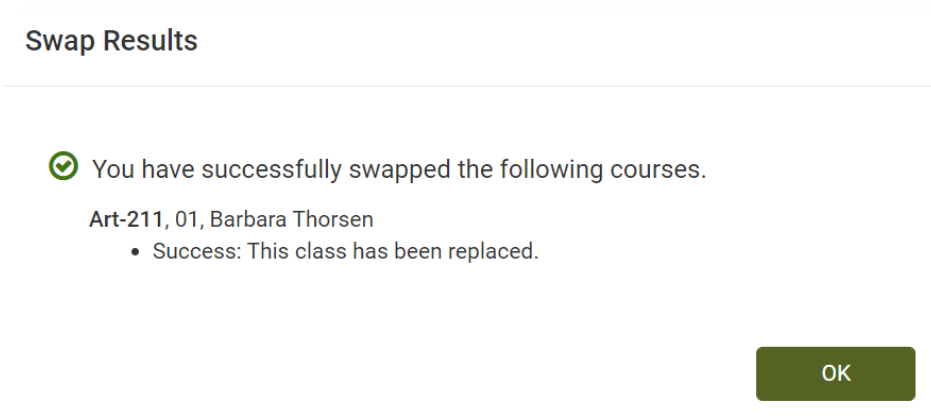 Swap Results
You have successfully swapped the following courses.
Art-211, 01, Barbara Thorsen
• Success: This class has been replaced.
OK